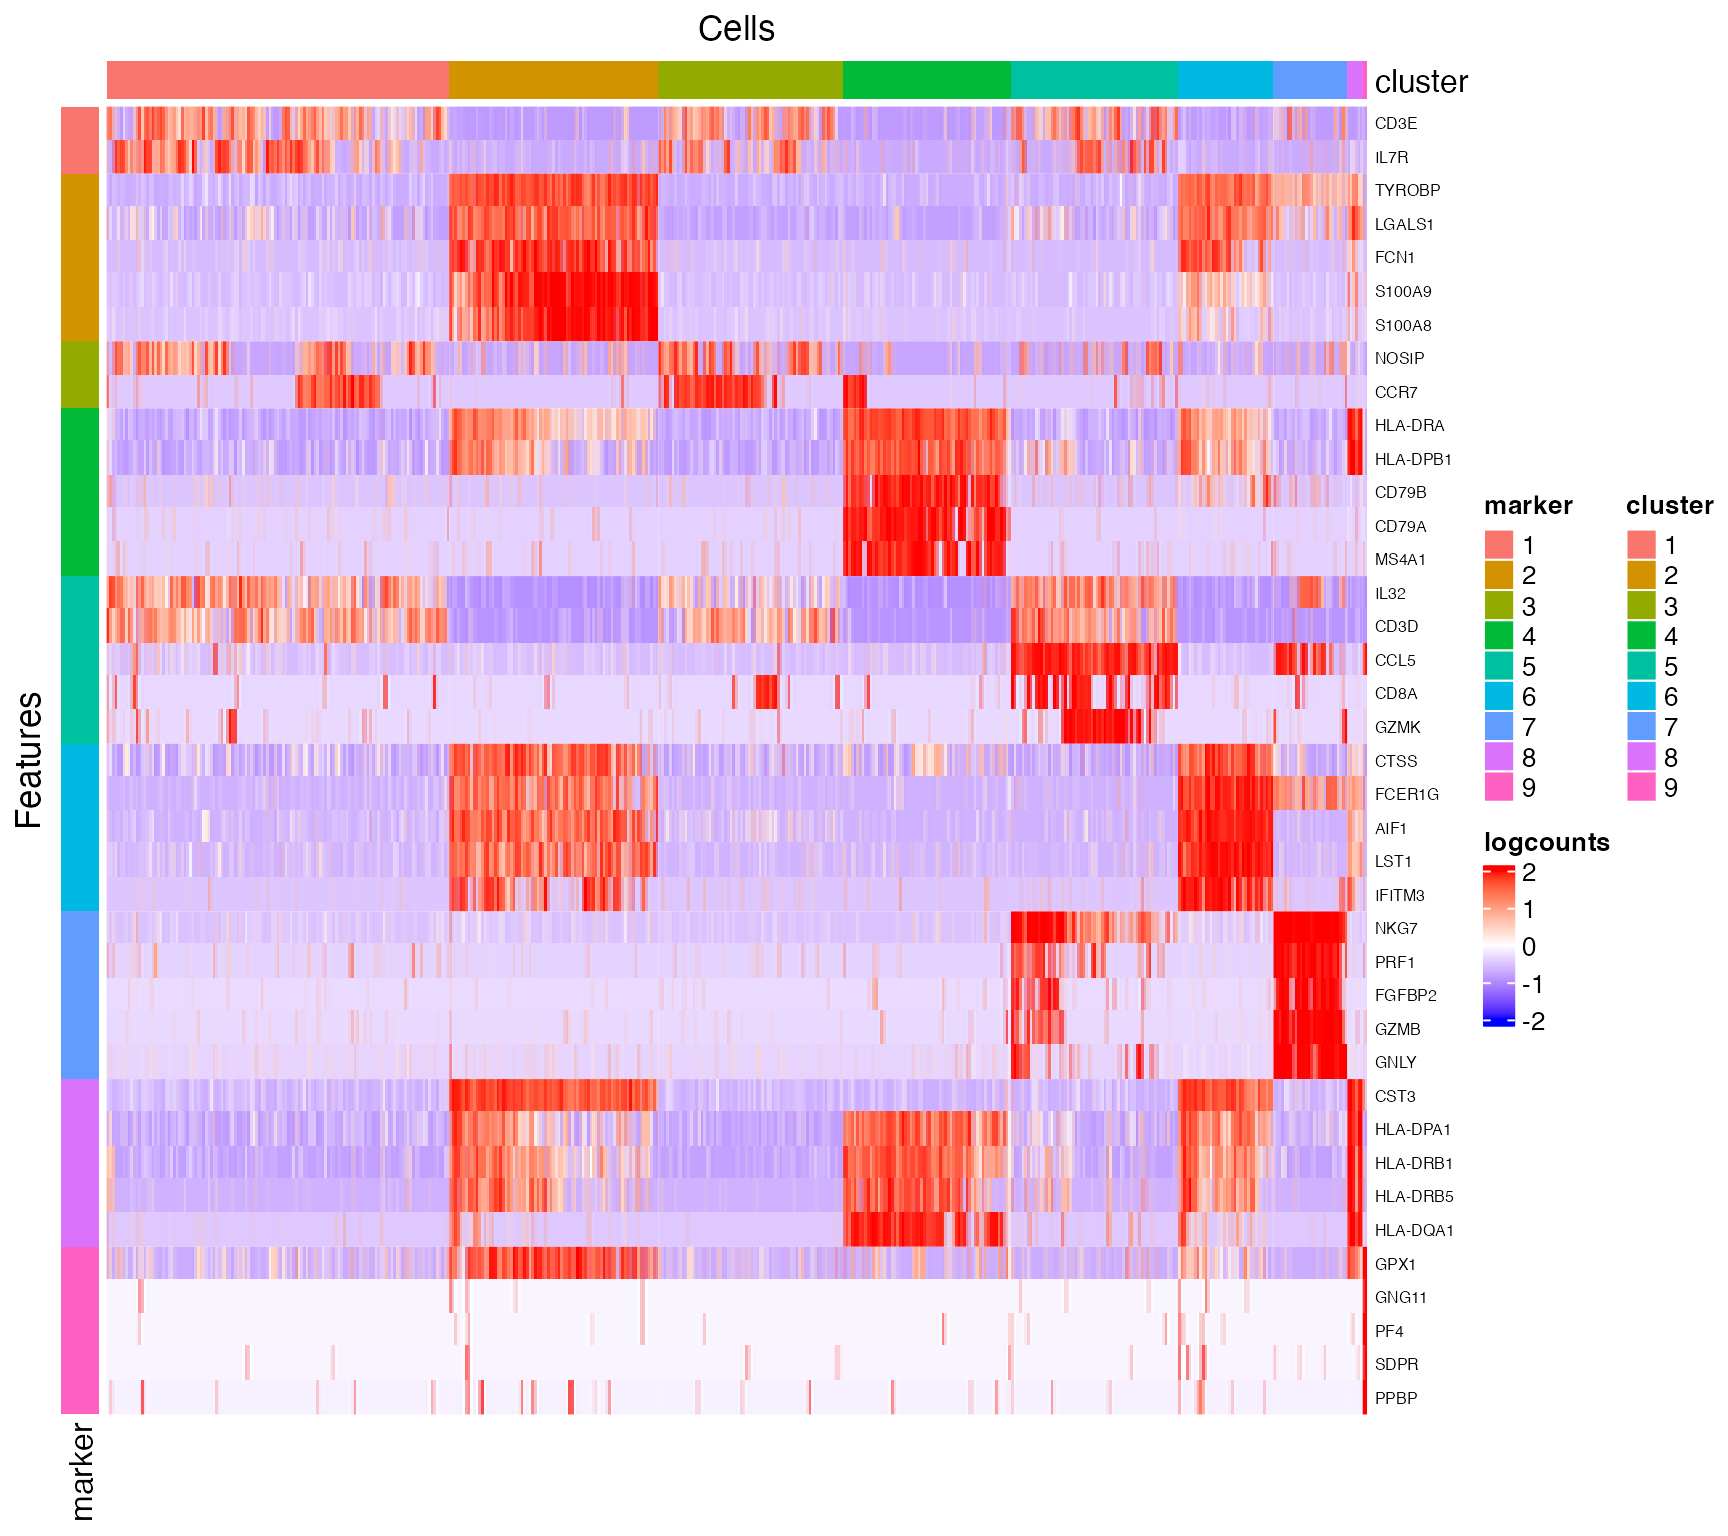 Cells
cluster
CD3E
IL7R
TYROBP
LGALS1
FCN1
S100A9
S100A8
NOSIP
CCR7
HLA-DRA
HLA-DPB1
CD79B
CD79A
MS4A1
IL32
CD3D
CCL5
CD8A
GZMK
CTSS
FCER1G
AIF1
LST1
IFITM3
NKG7
PRF1
FGFBP2
GZMB
GNLY
CST3
HLA-DPA1
HLA-DRB1
HLA-DRB5
HLA-DQA1
GPX1
GNG11
PF4
SDPR
PPBP
Features
marker
marker
1
2
3
4
5
6
7
8
9
cluster
1
2
3
4
5
6
7
8
9
logcounts
2
1
0
-1
-2